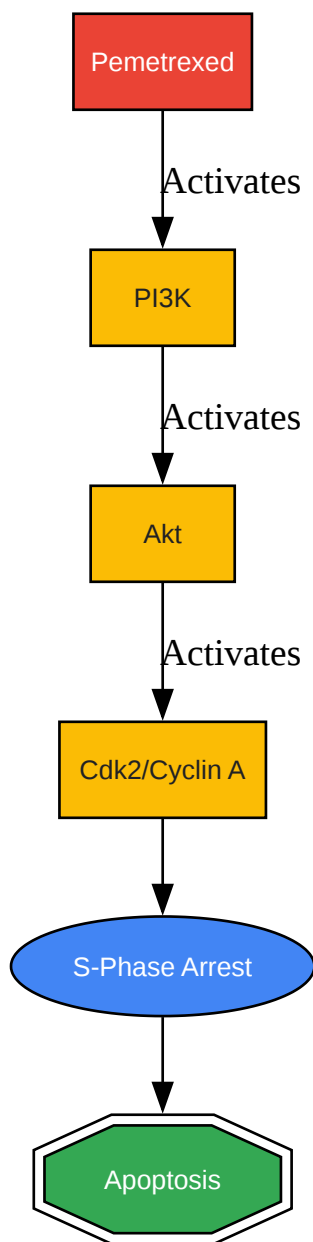 Pemetrexed
Activates
PI3K
Activates
Akt
Activates
Cdk2/Cyclin A
S-Phase Arrest
Apoptosis